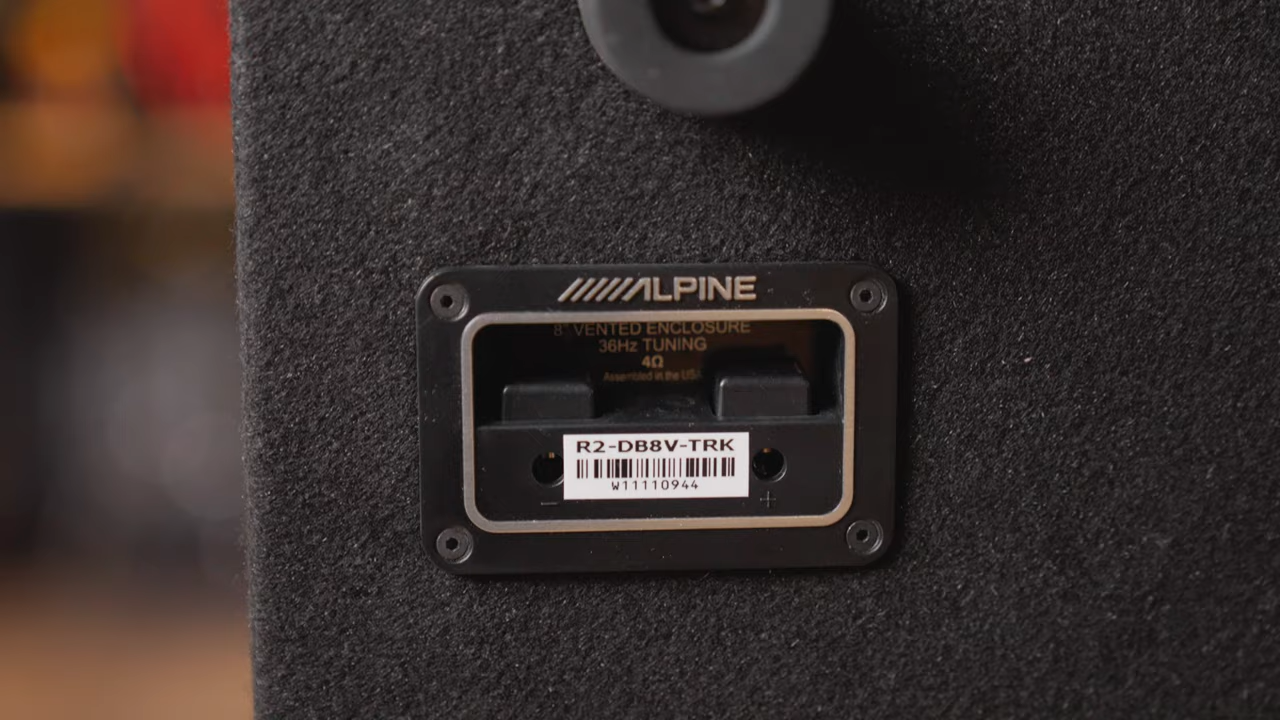 ALPINE
8" VENTED ENCLOSURE
36Hz TUNING
4Ω
Assembled in the USA
R2-DB8V-TRK
W11110944
− +